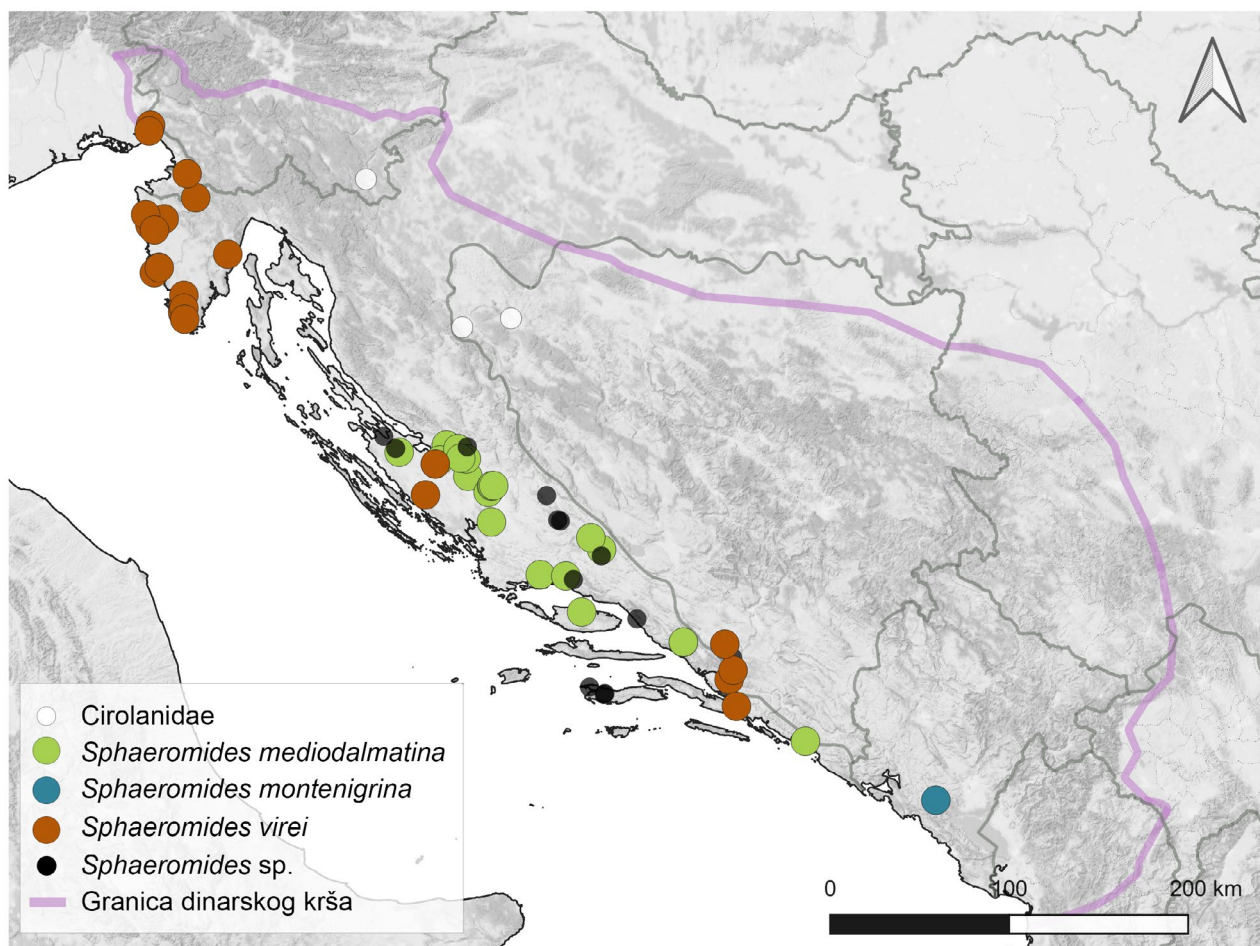 Cirolanidae
Sphaeromides mediodalmatina
Sphaeromides montenigrina
Sphaeromides virei
Sphaeromides sp.
Granica dinarskog krša
0 100 200 km